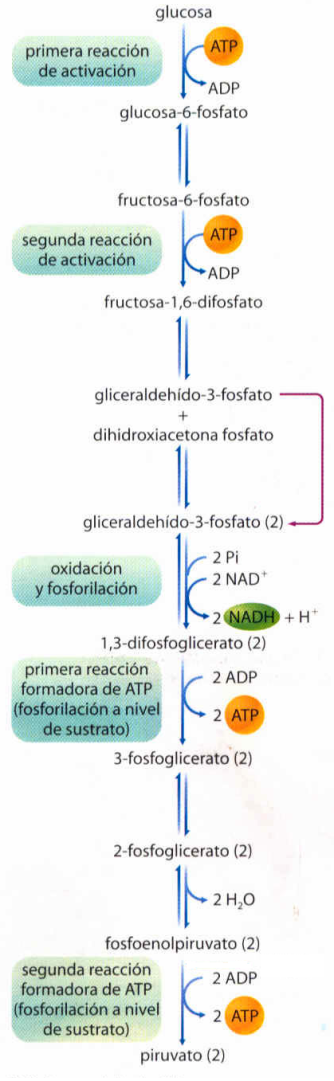 glucosa
primera reacción
de activación
ATP
ADP
glucosa-6-fosfato
fructosa-6-fosfato
segunda reacción
de activación
ATP
ADP
fructosa-1,6-difosfato
gliceraldehído-3-fosfato
+
dihidroxiacetona fosfato
gliceraldehído-3-fosfato (2)
oxidación
y fosforilación
2 Pi
2 NAD⁺
2 NADH + H⁺
1,3-difosfoglicerato (2)
primera reacción
formadora de ATP
(fosforilación a nivel
de sustrato)
2 ADP
2 ATP
3-fosfoglicerato (2)
2-fosfoglicerato (2)
2 H₂O
fosfoenolpiruvato (2)
segunda reacción
formadora de ATP
(fosforilación a nivel
de sustrato)
2 ADP
2 ATP
piruvato (2)